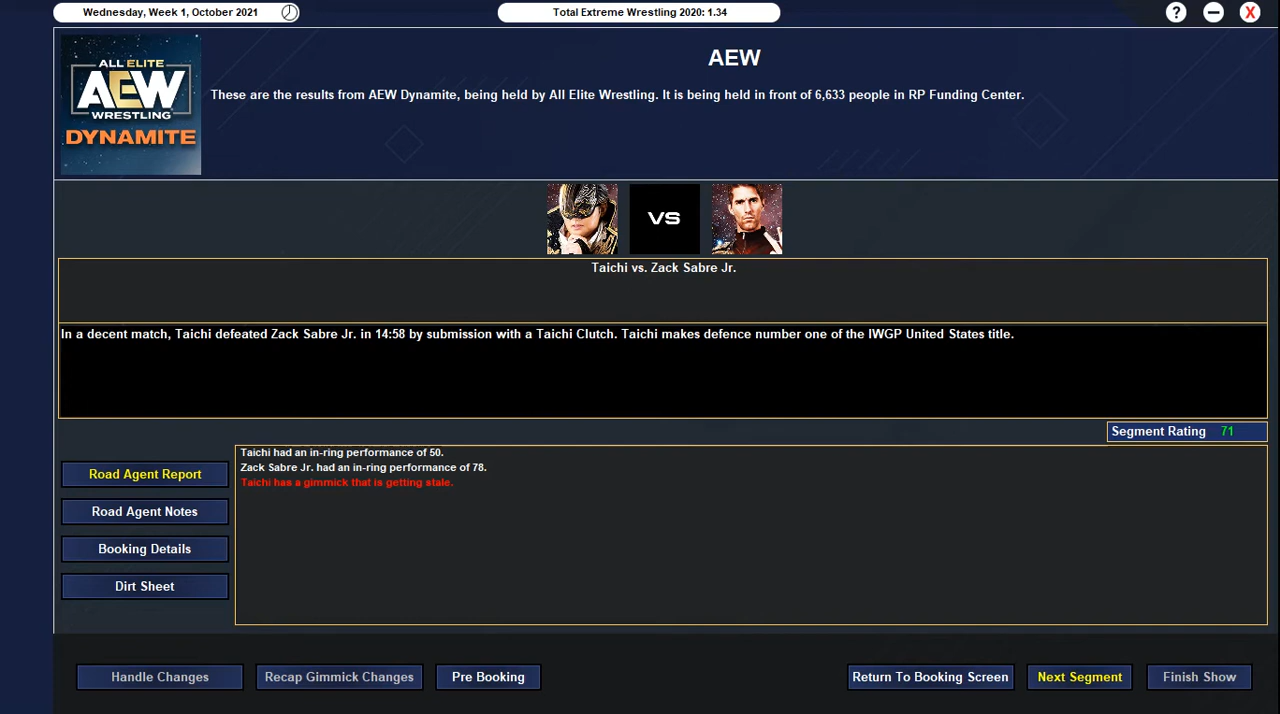 Wednesday, Week 1, October 2021
Total Extreme Wrestling 2020: 1.34
?
X
ALL ELITE
AEW
WRESTLING
DYNAMITE
AEW
These are the results from AEW Dynamite, being held by All Elite Wrestling. It is being held in front of 6,633 people in RP Funding Center.
VS
Taichi vs. Zack Sabre Jr.
In a decent match, Taichi defeated Zack Sabre Jr. in 14:58 by submission with a Taichi Clutch. Taichi makes defence number one of the IWGP United States title.
Segment Rating 71
Taichi had an in-ring performance of 50.
Zack Sabre Jr. had an in-ring performance of 78.
Taichi has a gimmick that is getting stale.
Road Agent Report
Road Agent Notes
Booking Details
Dirt Sheet
Handle Changes
Recap Gimmick Changes
Pre Booking
Return To Booking Screen
Next Segment
Finish Show